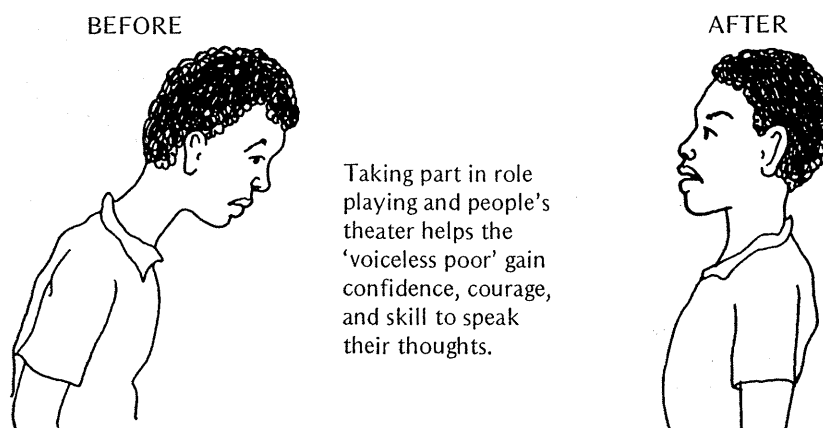 BEFORE
AFTER
Taking part in role
playing and people's
theater helps the
‘voiceless poor’ gain
confidence, courage,
and skill to speak
their thoughts.